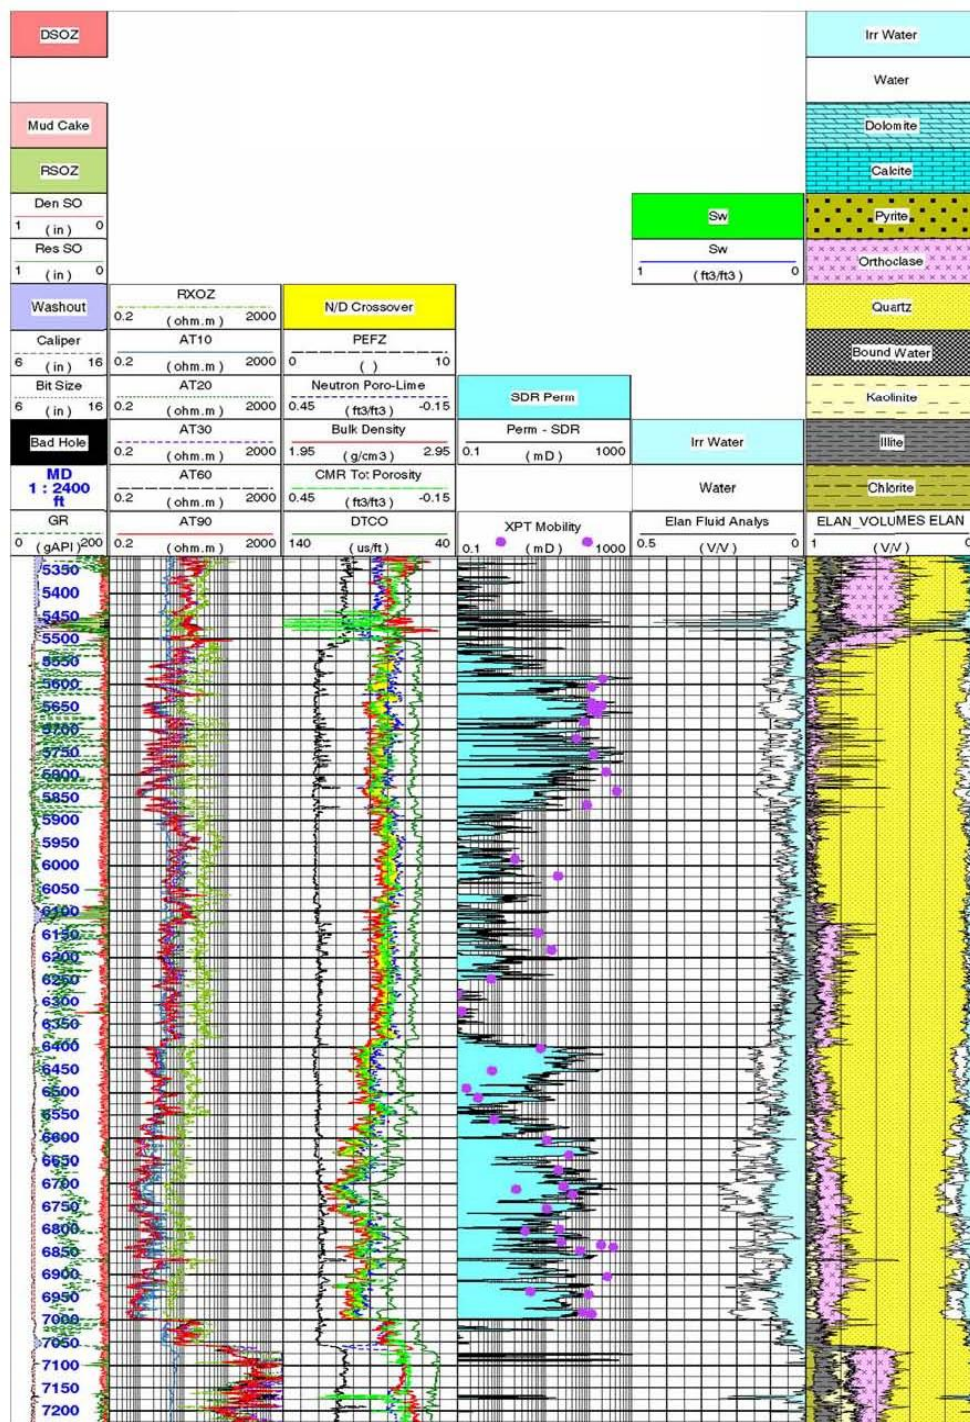 DSOZ
Mud Cake
RSOZ
Den SO
1 (in) 0
Res SO
1 (in) 0
Washout
Caliper
6 (in) 16
Bit Size
6 (in) 16
Bad Hole
MD
1 : 2400
ft
GR
0 (gAPI) 200
RXOZ
0.2 (ohm.m) 2000
AT10
0.2 (ohm.m) 2000
AT20
0.2 (ohm.m) 2000
AT30
0.2 (ohm.m) 2000
AT60
0.2 (ohm.m) 2000
AT90
0.2 (ohm.m) 2000
N/D Crossover
PEFZ
0 ( ) 10
Neutron Poro-Lime
0.45 (ft3/ft3) -0.15
Bulk Density
1.95 (g/cm3) 2.95
CMR Tot Porosity
0.45 (ft3/ft3) -0.15
DTCO
140 (us/ft) 40
SDR Perm
Perm - SDR
0.1 (mD) 1000
XPT Mobility
0.1 (mD) 1000
Sw
Sw
1 (ft3/ft3) 0
Irr Water
Water
Elan Fluid Analys
0.5 (V/V) 0
Irr Water
Water
Dolomite
Calcite
Pyrite
Orthoclase
Quartz
Bound Water
Kaolinite
Illite
Chlorite
ELAN_VOLUMES ELAN
1 (V/V) 0
5350
5400
5450
5500
5550
5600
5650
5700
5750
5800
5850
5900
5950
6000
6050
6100
6150
6200
6250
6300
6350
6400
6450
6500
6550
6600
6650
6700
6750
6800
6850
6900
6950
7000
7050
7100
7150
7200